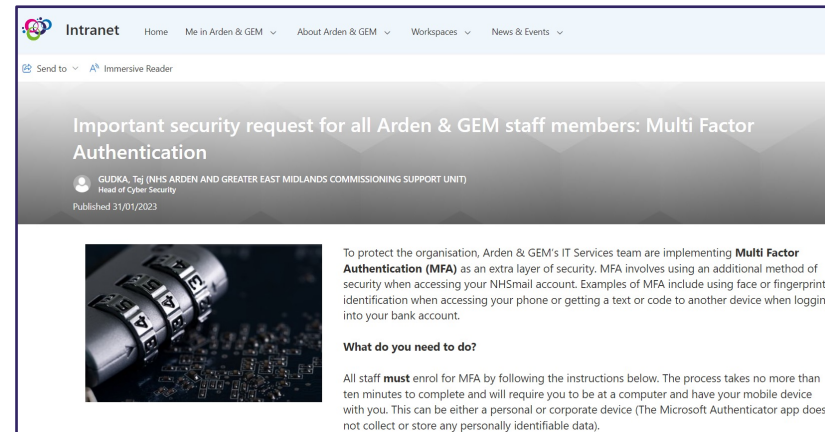 Intranet Home Me in Arden & GEM About Arden & GEM Workspaces News & Events
Send to Immersive Reader
Important security request for all Arden & GEM staff members: Multi Factor
Authentication
GUDKA, Tej (NHS ARDEN AND GREATER EAST MIDLANDS COMMISSIONING SUPPORT UNIT)
Head of Cyber Security
Published 31/01/2023
To protect the organisation, Arden & GEM's IT Services team are implementing Multi Factor
Authentication (MFA) as an extra layer of security. MFA involves using an additional method of
security when accessing your NHSmail account. Examples of MFA include using face or fingerprint
identification when accessing your phone or getting a text or code to another device when loggin
into your bank account.
What do you need to do?
All staff must enrol for MFA by following the instructions below. The process takes no more than
ten minutes to complete and will require you to be at a computer and have your mobile device
with you. This can be either a personal or corporate device (The Microsoft Authenticator app does
not collect or store any personally identifiable data).